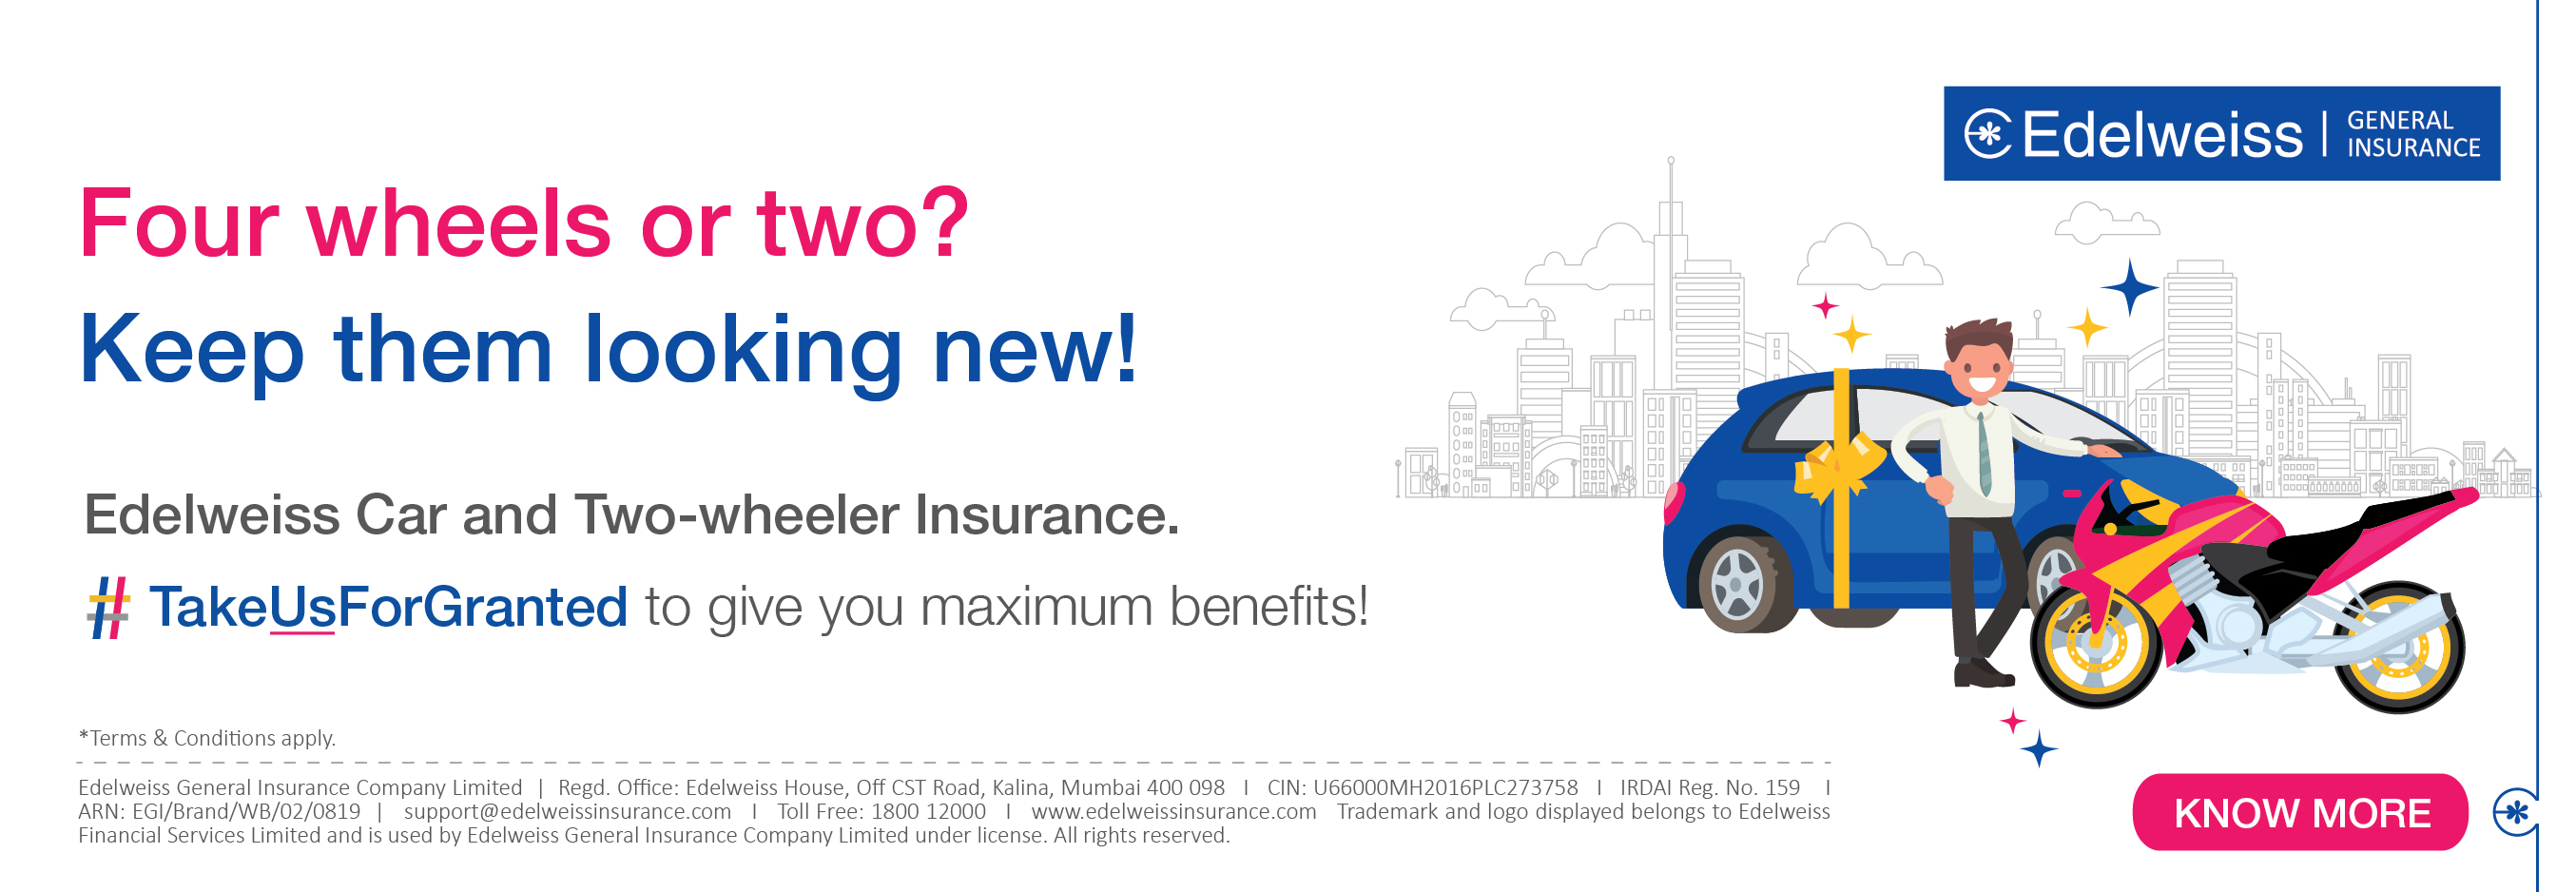 Edelweiss | GENERAL
INSURANCE
Four wheels or two?
Keep them looking new!
Edelweiss Car and Two-wheeler Insurance.
# TakeUsForGranted to give you maximum benefits!
*Terms & Conditions apply.
Edelweiss General Insurance Company Limited | Regd. Office: Edelweiss House, Off CST Road, Kalina, Mumbai 400 098 I CIN: U66000MH2016PLC273758 I IRDAI Reg. No. 159 I
ARN: EGI/Brand/WB/02/0819 | support@edelweissinsurance.com I Toll Free: 1800 12000 I www.edelweissinsurance.com Trademark and logo displayed belongs to Edelweiss
Financial Services Limited and is used by Edelweiss General Insurance Company Limited under license. All rights reserved.
KNOW MORE